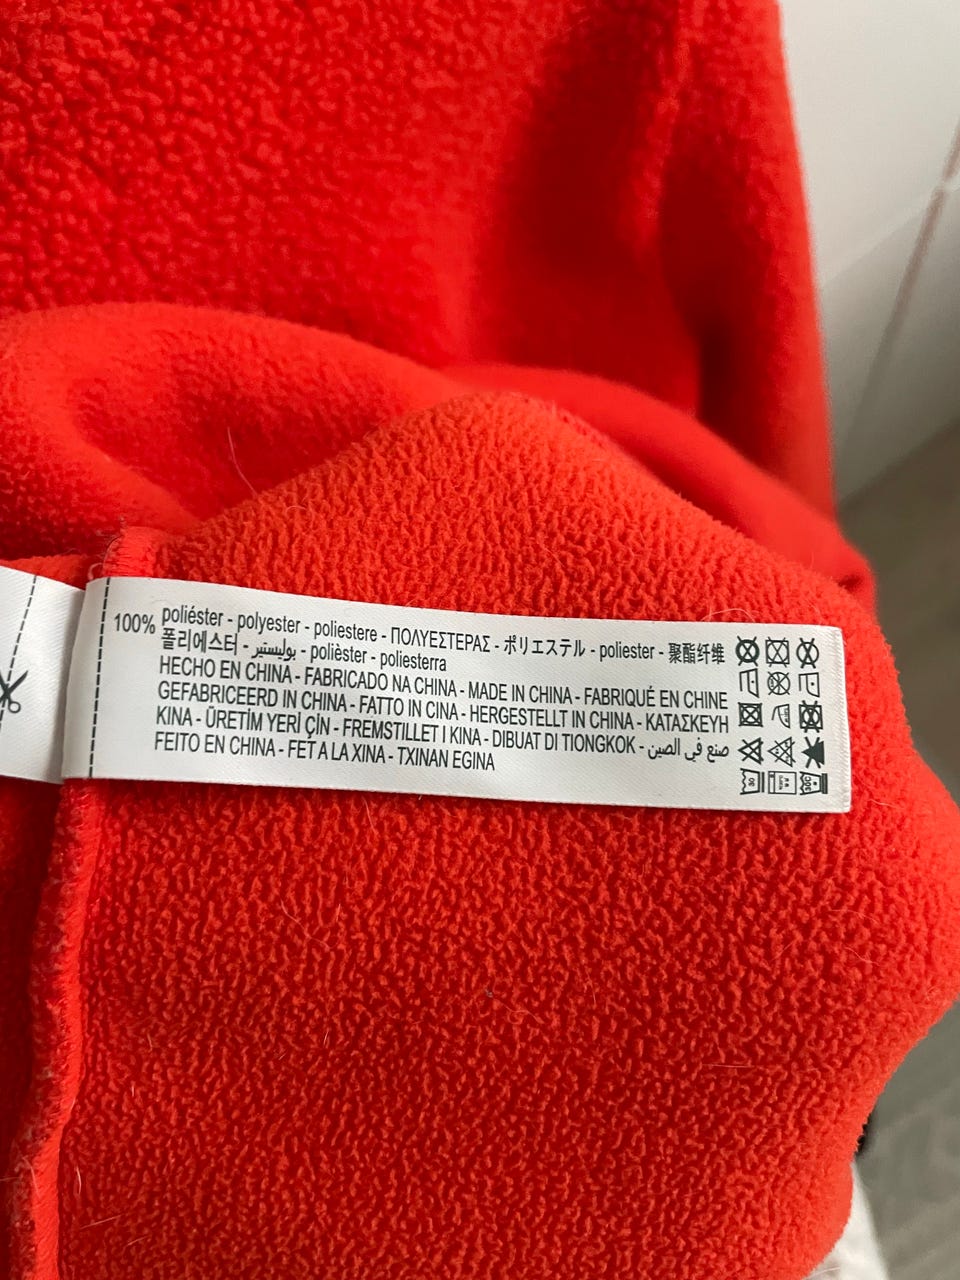 100% poliéster - polyester - poliestere - ΠΟΛΥΕΣΤΕΡΑΣ - ポリエステル - poliester - 聚酯纤维
폴리에스터 - بوليستير - polièster - poliesterra
HECHO EN CHINA - FABRICADO NA CHINA - MADE IN CHINA - FABRIQUÉ EN CHINE
GEFABRICEERD IN CHINA - FATTO IN CINA - HERGESTELLT IN CHINA - ΚΑΤΑΣΚΕΥΗ
ΚΙΝΑ - ÜRETİM YERİ ÇİN - FREMSTILLET I KINA - DIBUAT DI TIONGKOK - صنع في الصين
FEITO EN CHINA - FET A LA XINA - TXINAN EGINA